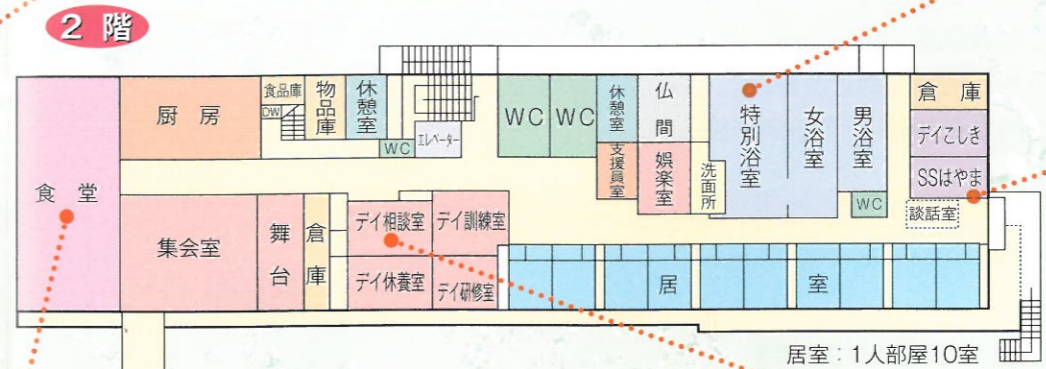 2 階
食 堂
厨 房
食品庫
DW
物品庫
休憩室
WC
エレベーター
WC
WC
休憩室
支援員室
仏間
娯楽室
洗面所
特別浴室
女浴室
男浴室
WC
倉 庫
デイこしき
SSはやま
談話室
集会室
舞台
倉庫
デイ相談室
デイ訓練室
デイ休養室
デイ研修室
居 室
居室：1人部屋10室